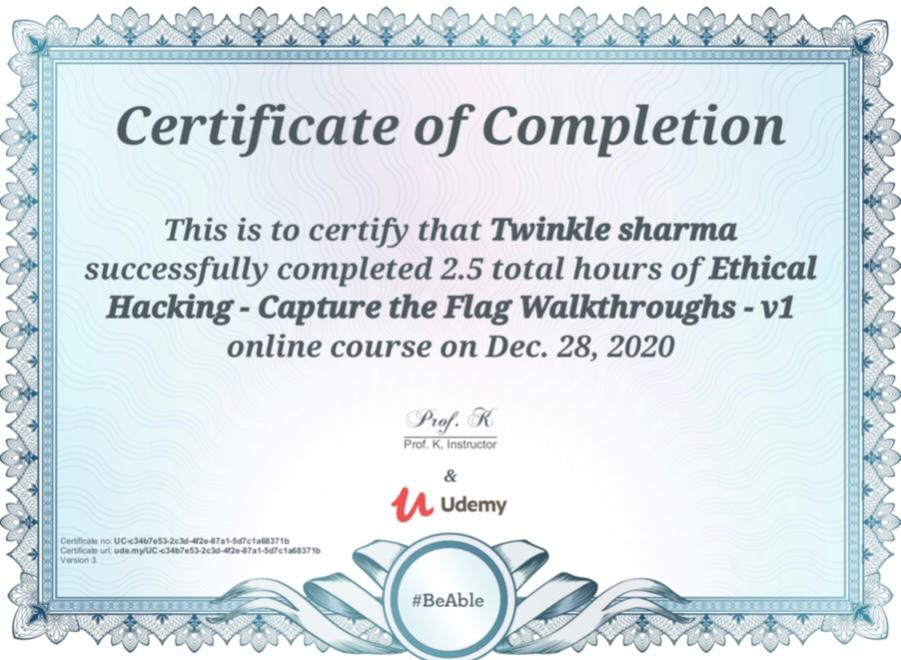 Certificate of Completion
This is to certify that Twinkle sharma
successfully completed 2.5 total hours of Ethical
Hacking - Capture the Flag Walkthroughs - v1
online course on Dec. 28, 2020
Prof. K
Prof. K, Instructor
&
Udemy
Certificate no: UC-c34b7e53-2c3d-4f2e-87a1-5d7c1a68371b
Certificate url: ude.my/UC-c34b7e53-2c3d-4f2e-87a1-5d7c1a68371b
Version 3
#BeAble